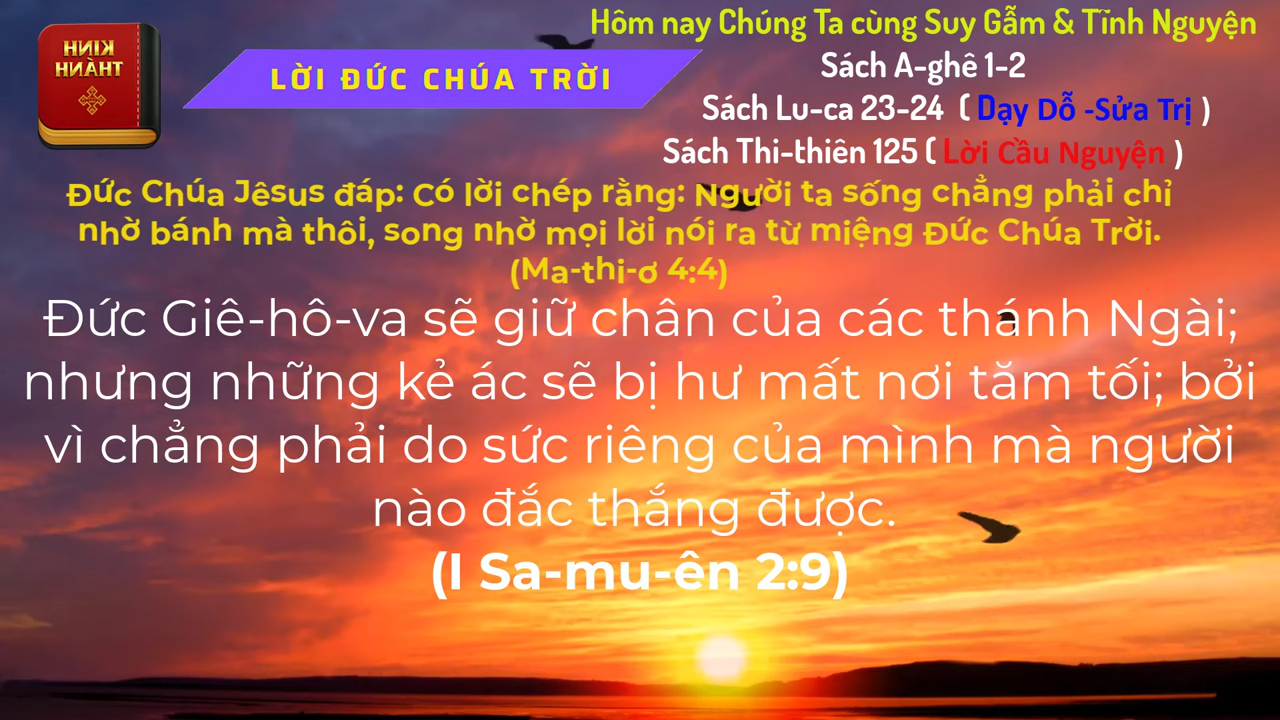 KINH
THÀNH
LỜI ĐỨC CHÚA TRỜI
Hôm nay Chúng Ta cùng Suy Gẫm & Tĩnh Nguyện
Sách A-ghê 1-2
Sách Lu-ca 23-24 ( Dạy Dỗ -Sửa Trị )
Sách Thi-thiên 125 ( Lời Cầu Nguyện )
Đức Chúa Jêsus đáp: Có lời chép rằng: Người ta sống chẳng phải chỉ
nhờ bánh mà thôi, song nhờ mọi lời nói ra từ miệng Đức Chúa Trời.
(Ma-thi-ơ 4:4)
Đức Giê-hô-va sẽ giữ chân của các thánh Ngài;
nhưng những kẻ ác sẽ bị hư mất nơi tăm tối; bởi
vì chẳng phải do sức riêng của mình mà người
nào đắc thắng được.
(I Sa-mu-ên 2:9)